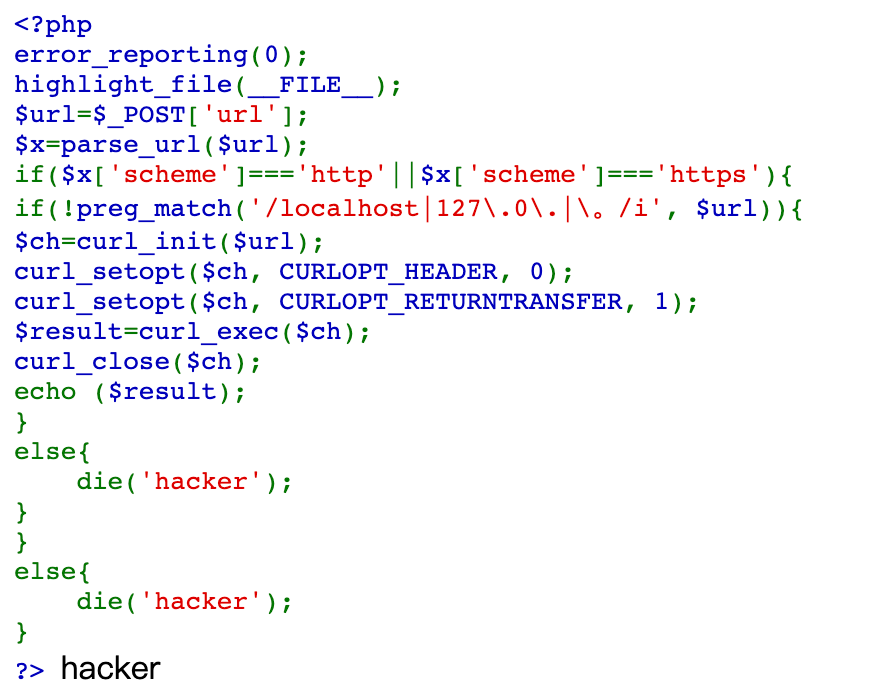 <?php
error_reporting(0);
highlight_file(__FILE__);
$url=$_POST['url'];
$x=parse_url($url);
if($x['scheme']==='http'||$x['scheme']==='https'){
if(!preg_match('/localhost|127\.0\.|\。/i', $url)){
$ch=curl_init($url);
curl_setopt($ch, CURLOPT_HEADER, 0);
curl_setopt($ch, CURLOPT_RETURNTRANSFER, 1);
$result=curl_exec($ch);
curl_close($ch);
echo ($result);
}
else{
    die('hacker');
}
}
else{
    die('hacker');
}
?> hacker